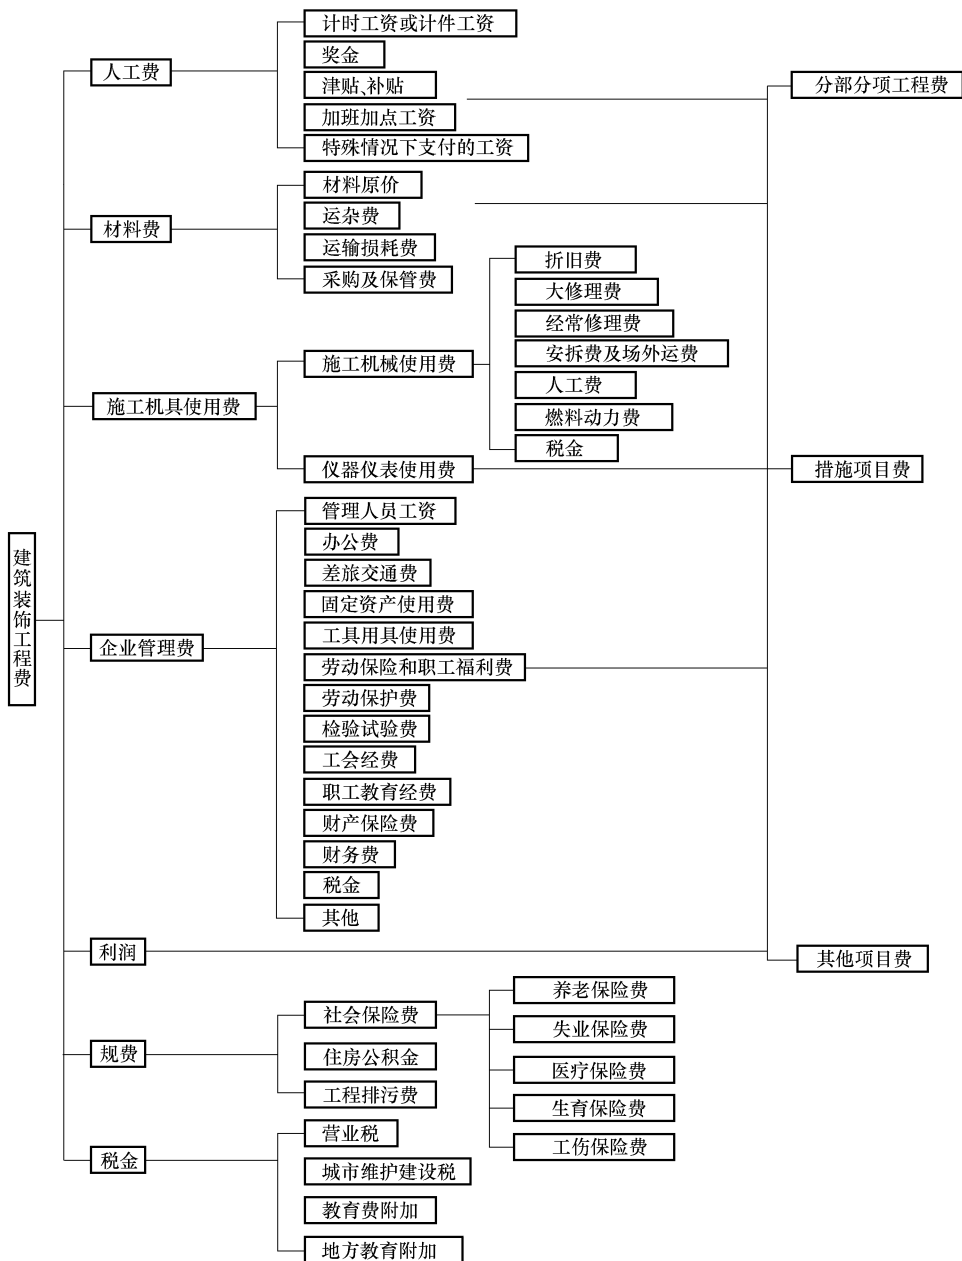 建筑装饰工程费
人工费
计时工资或计件工资
奖金
津贴、补贴
加班加点工资
特殊情况下支付的工资
材料费
材料原价
运杂费
运输损耗费
采购及保管费
施工机具使用费
施工机械使用费
折旧费
大修理费
经常修理费
安拆费及场外运费
人工费
燃料动力费
税金
仪器仪表使用费
企业管理费
管理人员工资
办公费
差旅交通费
固定资产使用费
工具用具使用费
劳动保险和职工福利费
劳动保护费
检验试验费
工会经费
职工教育经费
财产保险费
财务费
税金
其他
利润
规费
社会保险费
养老保险费
失业保险费
医疗保险费
生育保险费
工伤保险费
住房公积金
工程排污费
税金
营业税
城市维护建设税
教育费附加
地方教育附加
分部分项工程费
措施项目费
其他项目费